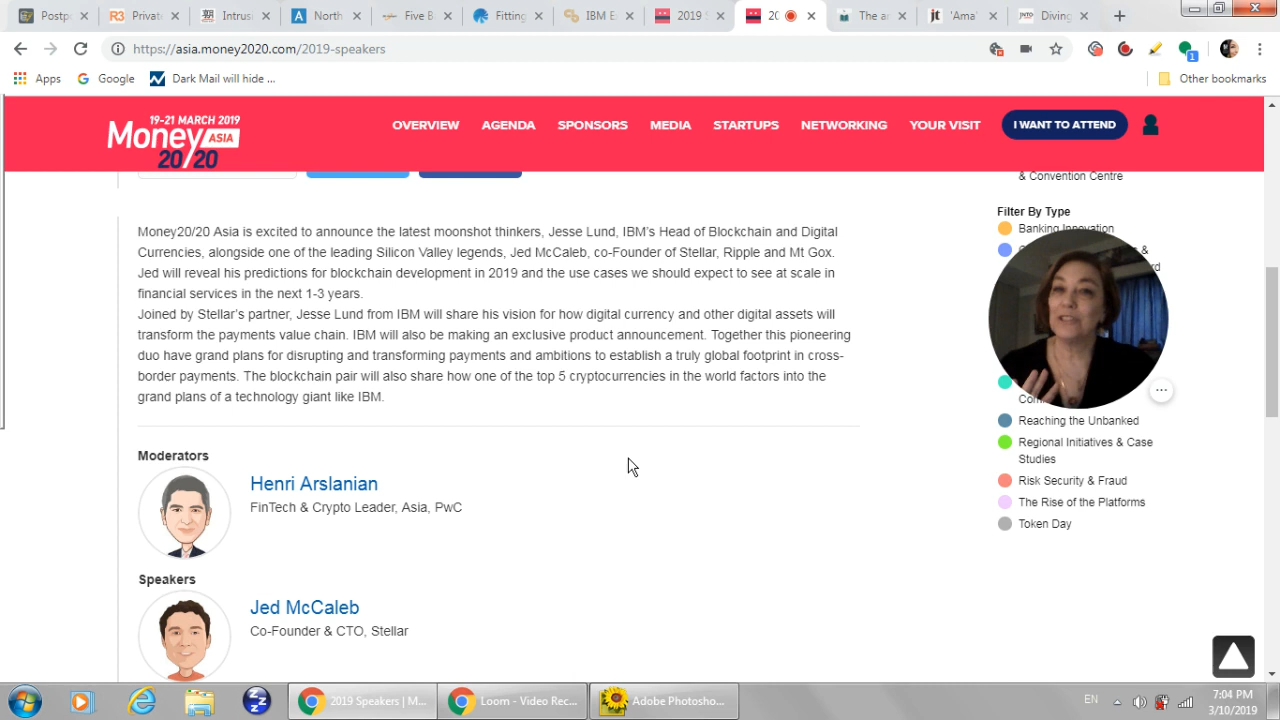 Postp
R3 Private
Intrus
North
Five B
Fitting
IBM E
2019 S
20
The ar
jt 'Ama'
Diving
https://asia.money2020.com/2019-speakers
1
Apps
Google
Dark Mail will hide ...
Other bookmarks
19-21 MARCH 2019
Money ASIA
20/20
OVERVIEW
AGENDA
SPONSORS
MEDIA
STARTUPS
NETWORKING
YOUR VISIT
I WANT TO ATTEND
& Convention Centre
Filter By Type
Banking Innovation
&
rd
Com
Reaching the Unbanked
Regional Initiatives & Case
Studies
Risk Security & Fraud
The Rise of the Platforms
Token Day
Money20/20 Asia is excited to announce the latest moonshot thinkers, Jesse Lund, IBM's Head of Blockchain and Digital
Currencies, alongside one of the leading Silicon Valley legends, Jed McCaleb, co-Founder of Stellar, Ripple and Mt Gox.
Jed will reveal his predictions for blockchain development in 2019 and the use cases we should expect to see at scale in
financial services in the next 1-3 years.
Joined by Stellar's partner, Jesse Lund from IBM will share his vision for how digital currency and other digital assets will
transform the payments value chain. IBM will also be making an exclusive product announcement. Together this pioneering
duo have grand plans for disrupting and transforming payments and ambitions to establish a truly global footprint in cross-
border payments. The blockchain pair will also share how one of the top 5 cryptocurrencies in the world factors into the
grand plans of a technology giant like IBM.
Moderators
Henri Arslanian
FinTech & Crypto Leader, Asia, PwC
Speakers
Jed McCaleb
Co-Founder & CTO, Stellar
2019 Speakers | M...
Loom - Video Rec...
Adobe Photosho...
EN
7:04 PM
3/10/2019